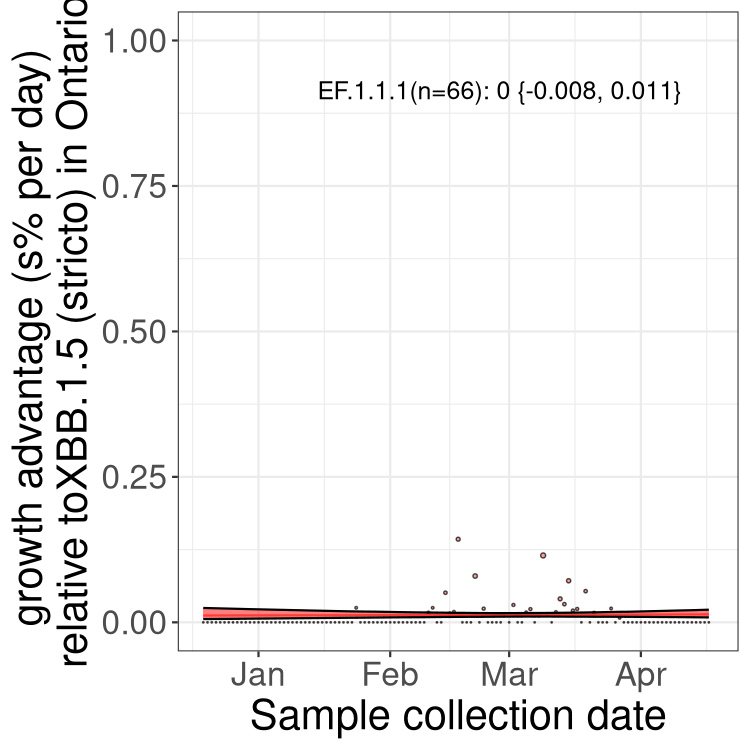 growth advantage (s% per day)
relative toXBB.1.5 (stricto) in Ontario
1.00
0.75
0.50
0.25
0.00
EF.1.1.1(n=66): 0 {-0.008, 0.011}
Jan Feb Mar Apr
Sample collection date